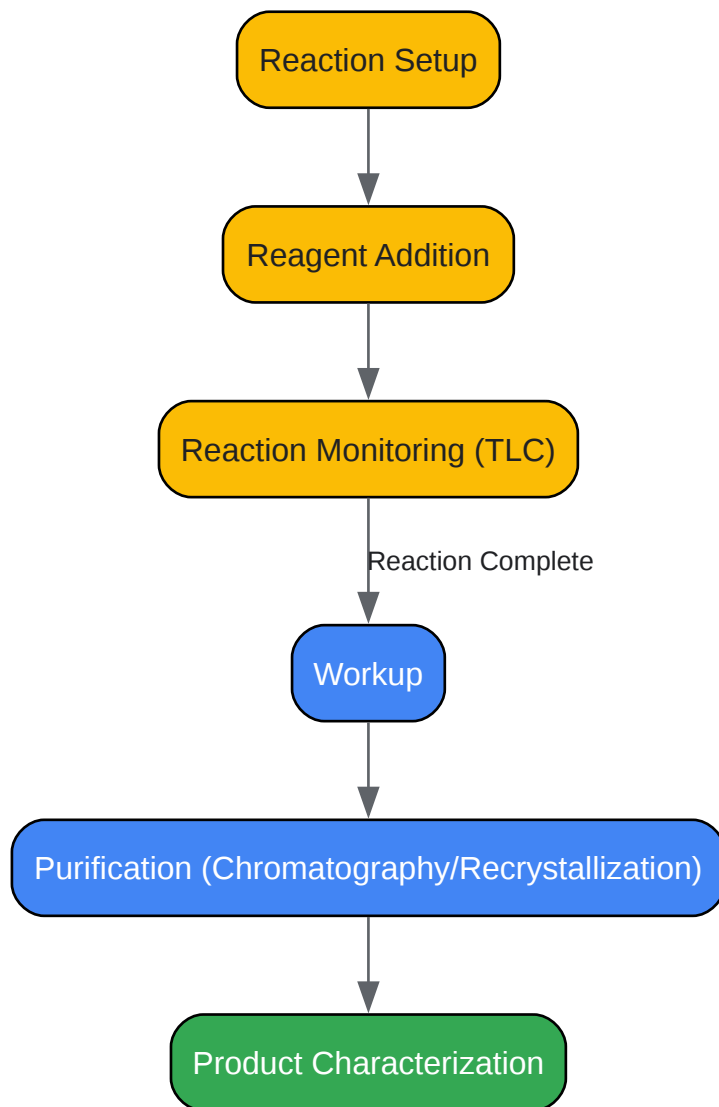 Reaction Setup
Reagent Addition
Reaction Monitoring (TLC)
Reaction Complete
Workup
Purification (Chromatography/Recrystallization)
Product Characterization